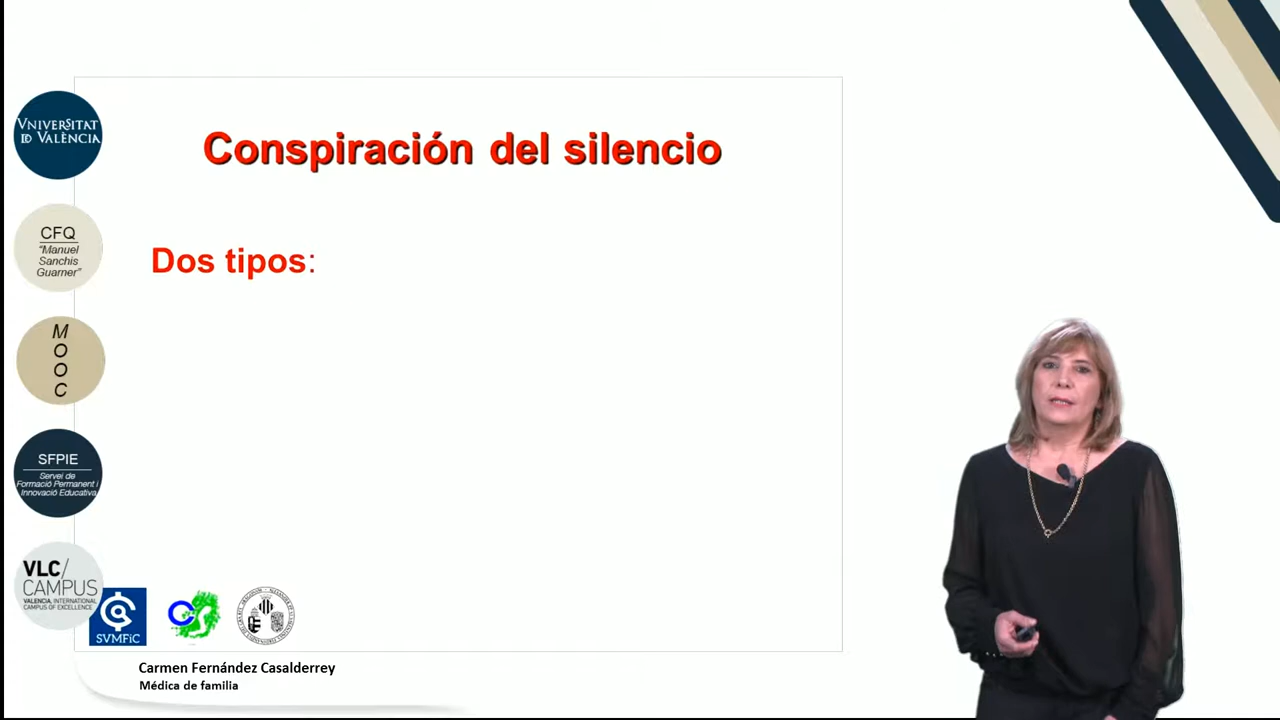 Conspiración del silencio
Dos tipos:
VNIVERSITAT
DE VALÈNCIA
CFQ
"Manuel
Sanchis
Guarner"
M
O
O
C
SFPIE
Servei de
Formació Permanent i
Innovació Educativa
VLC/
CAMPUS
VALENCIA, INTERNATIONAL
CAMPUS OF EXCELLENCE
SVMFiC
Carmen Fernández Casalderrey
Médica de familia